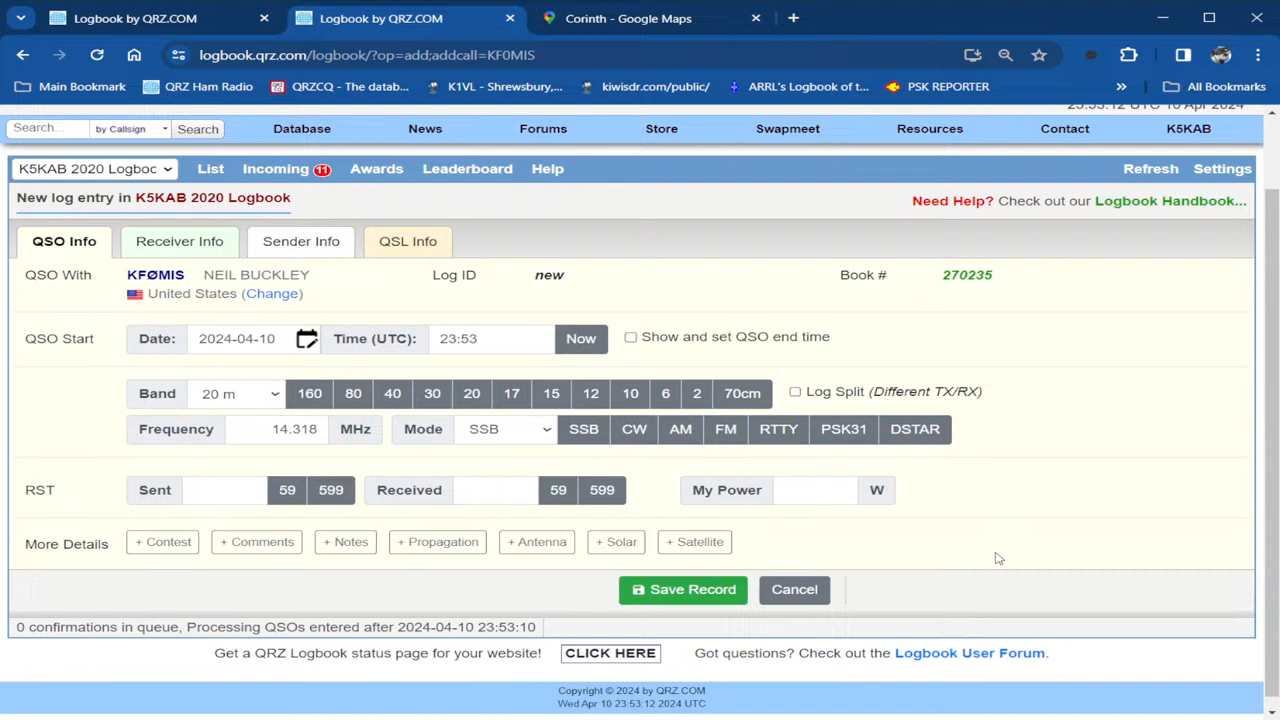 Logbook by QRZ.COM
Logbook by QRZ.COM
Corinth - Google Maps
logbook.qrz.com/logbook/?op=add;addcall=KF0MIS
Main Bookmark
QRZ Ham Radio
QRZCQ - The datab...
K1VL - Shrewsbury,...
kiwisdr.com/public/
ARRL's Logbook of t...
PSK REPORTER
»
All Bookmarks
23:53:12 UTC 10 Apr 2024
Search...
by Callsign
Search
Database
News
Forums
Store
Swapmeet
Resources
Contact
K5KAB
K5KAB 2020 Logboc
List
Incoming 11
Awards
Leaderboard
Help
Refresh
Settings
New log entry in K5KAB 2020 Logbook
Need Help? Check out our Logbook Handbook...
QSO Info
Receiver Info
Sender Info
QSL Info
QSO With
KFØMIS NEIL BUCKLEY
Log ID
new
Book #
270235
United States (Change)
QSO Start
Date:
2024-04-10
Time (UTC):
23:53
Now
Show and set QSO end time
Band
20 m
160
80
40
30
20
17
15
12
10
6
2
70cm
Log Split (Different TX/RX)
Frequency
14.318
MHz
Mode
SSB
SSB
CW
AM
FM
RTTY
PSK31
DSTAR
RST
Sent
59
599
Received
59
599
My Power
W
More Details
+ Contest
+ Comments
+ Notes
+ Propagation
+ Antenna
+ Solar
+ Satellite
Save Record
Cancel
0 confirmations in queue, Processing QSOs entered after 2024-04-10 23:53:10
Get a QRZ Logbook status page for your website!
CLICK HERE
Got questions? Check out the Logbook User Forum.
Copyright © 2024 by QRZ.COM
Wed Apr 10 23:53:12 2024 UTC